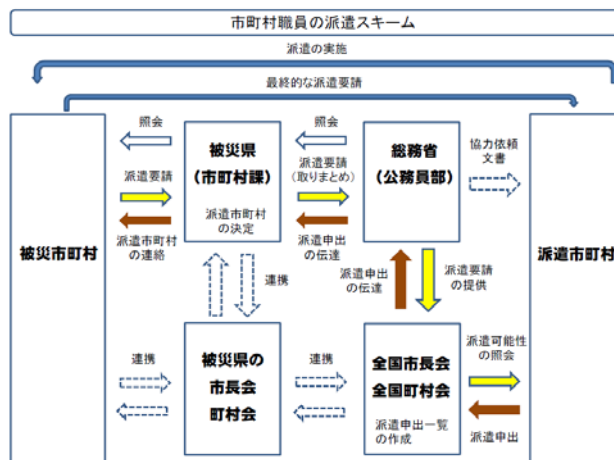 市町村職員の派遣スキーム
派遣の実施
最終的な派遣要請
照会
照会
被災県
(市町村課)
総務省
(公務員部)
協力依頼
文書
派遣要請
派遣要請
(取りまとめ)
派遣市町村
の決定
派遣市町村
の連絡
派遣申出
の伝達
被災市町村
派遣市町村
連携
派遣申出
の伝達
派遣要請
の提供
連携
被災県の
市長会
町村会
連携
全国市長会
全国町村会
派遣申出一覧
の作成
派遣可能性
の照会
派遣申出